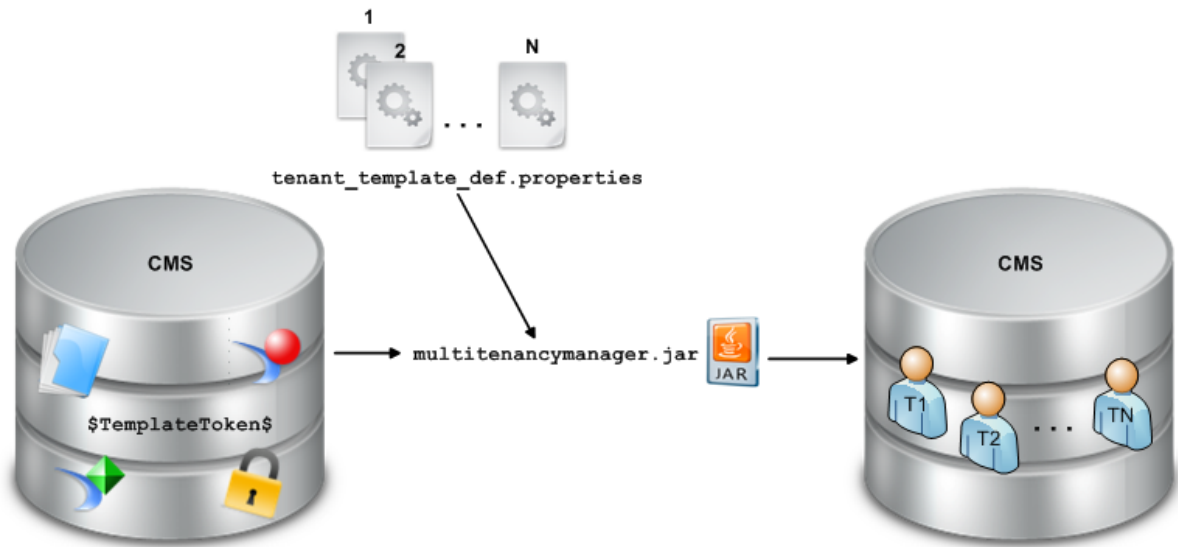 1
2
N
. . .
tenant_template_def.properties
CMS
CMS
multitenancymanager.jar
JAR
$TemplateToken$
T1
T2
. . .
TN